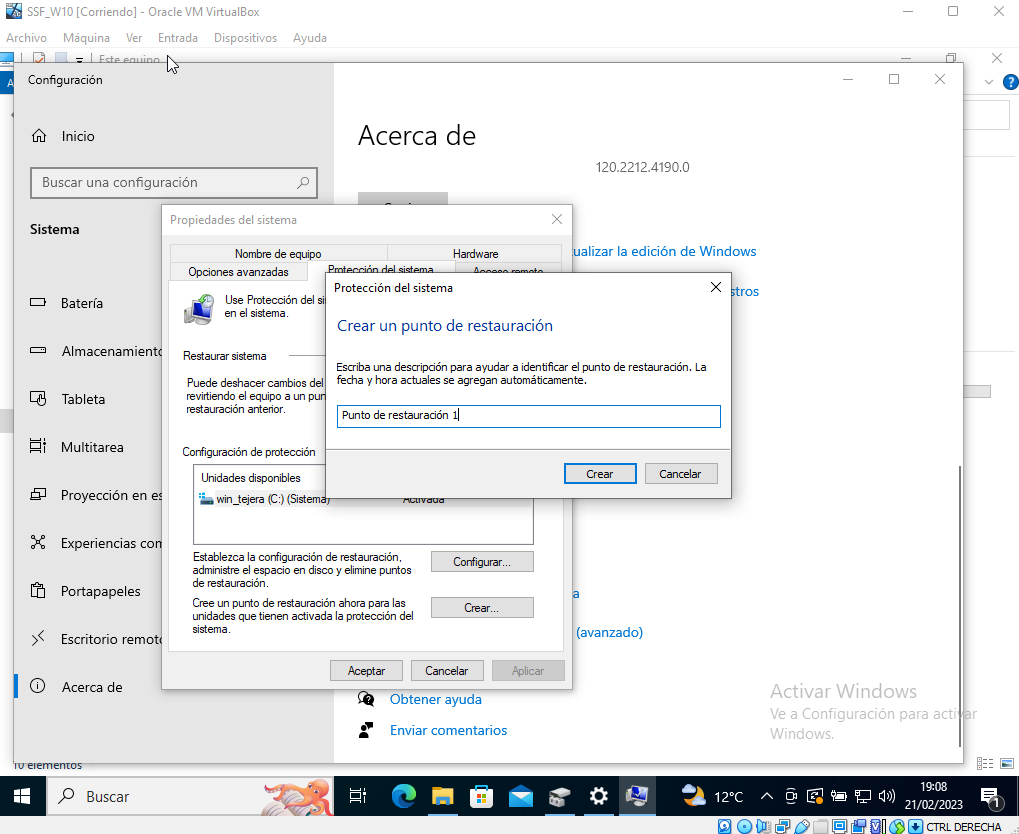 SSF_W10 [Corriendo] - Oracle VM VirtualBox
Archivo Máquina Ver Entrada Dispositivos Ayuda
Este equipo
Configuración
Inicio
Buscar una configuración
Sistema
Batería
Almacenamiento
Tableta
Multitarea
Proyección en es
Experiencias com
Portapapeles
Escritorio remoto
Acerca de
Acerca de
120.2212.4190.0
ualizar la edición de Windows
stros
a
(avanzado)
Obtener ayuda
Enviar comentarios
Propiedades del sistema
Nombre de equipo Hardware
Opciones avanzadas Protección del sistema Acceso remoto
Use Protección del si
en el sistema.
Restaurar sistema
Puede deshacer cambios del
revirtiendo el equipo a un pun
restauración anterior.
Configuración de protección
Unidades disponibles
win_tejera (C:) (Sistema) Activada
Establezca la configuración de restauración,
administre el espacio en disco y elimine puntos
de restauración.
Configurar...
Cree un punto de restauración ahora para las
unidades que tienen activada la protección del
sistema.
Crear...
Aceptar Cancelar Aplicar
Protección del sistema
Crear un punto de restauración
Escriba una descripción para ayudar a identificar el punto de restauración. La
fecha y hora actuales se agregan automáticamente.
Punto de restauración 1
Crear Cancelar
Activar Windows
Ve a Configuración para activar
Windows.
10 elementos
Buscar
12°C
19:08
21/02/2023
1
CTRL DERECHA